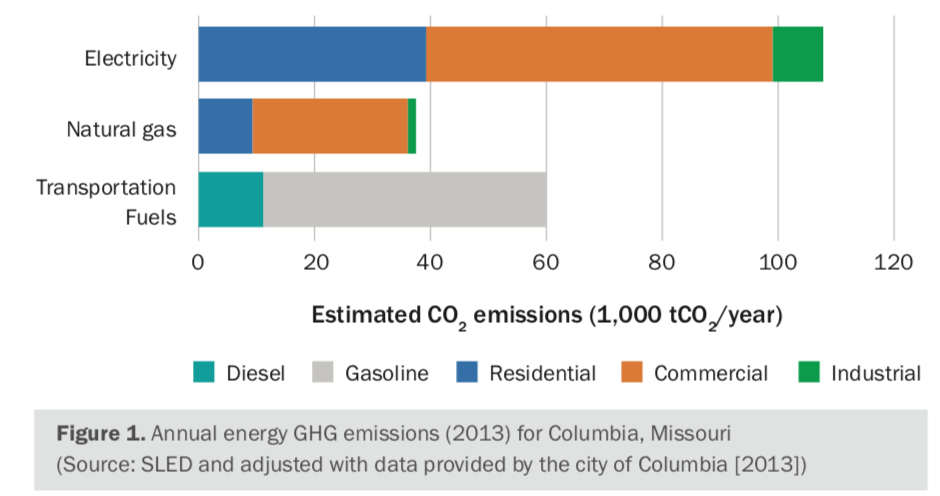 Electricity
Natural gas
Transportation
Fuels
0 20 40 60 80 100 120
Estimated CO2 emissions (1,000 tCO2/year)
Diesel Gasoline Residential Commercial Industrial
Figure 1. Annual energy GHG emissions (2013) for Columbia, Missouri
(Source: SLED and adjusted with data provided by the city of Columbia [2013])